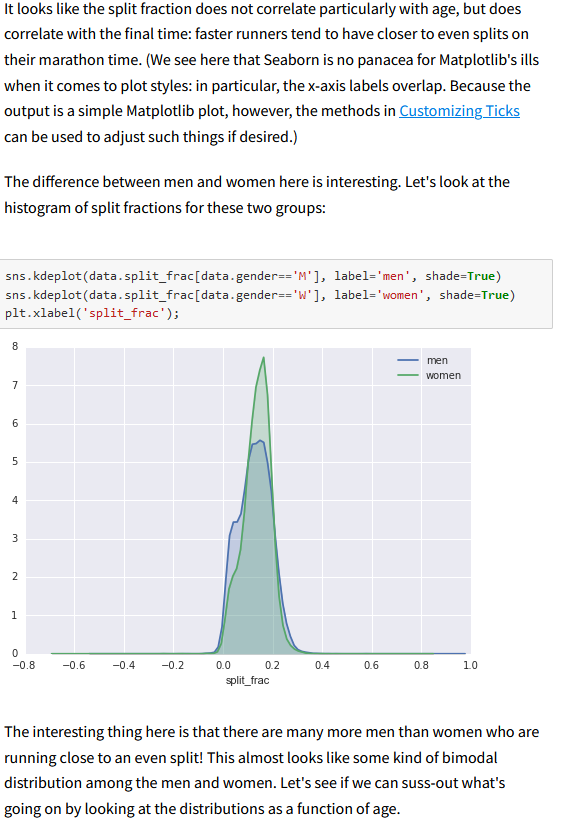 It looks like the split fraction does not correlate particularly with age, but does
correlate with the final time: faster runners tend to have closer to even splits on
their marathon time. (We see here that Seaborn is no panacea for Matplotlib's ills
when it comes to plot styles: in particular, the x-axis labels overlap. Because the
output is a simple Matplotlib plot, however, the methods in Customizing Ticks
can be used to adjust such things if desired.)
The difference between men and women here is interesting. Let's look at the
histogram of split fractions for these two groups:
sns.kdeplot(data.split_frac[data.gender=='M'], label='men', shade=True)
sns.kdeplot(data.split_frac[data.gender=='W'], label='women', shade=True)
plt.xlabel('split_frac');
8
men
women
7
6
5
4
3
2
1
0
−0.8 −0.6 −0.4 −0.2 0.0 0.2 0.4 0.6 0.8 1.0
split_frac
The interesting thing here is that there are many more men than women who are
running close to an even split! This almost looks like some kind of bimodal
distribution among the men and women. Let's see if we can suss-out what's
going on by looking at the distributions as a function of age.